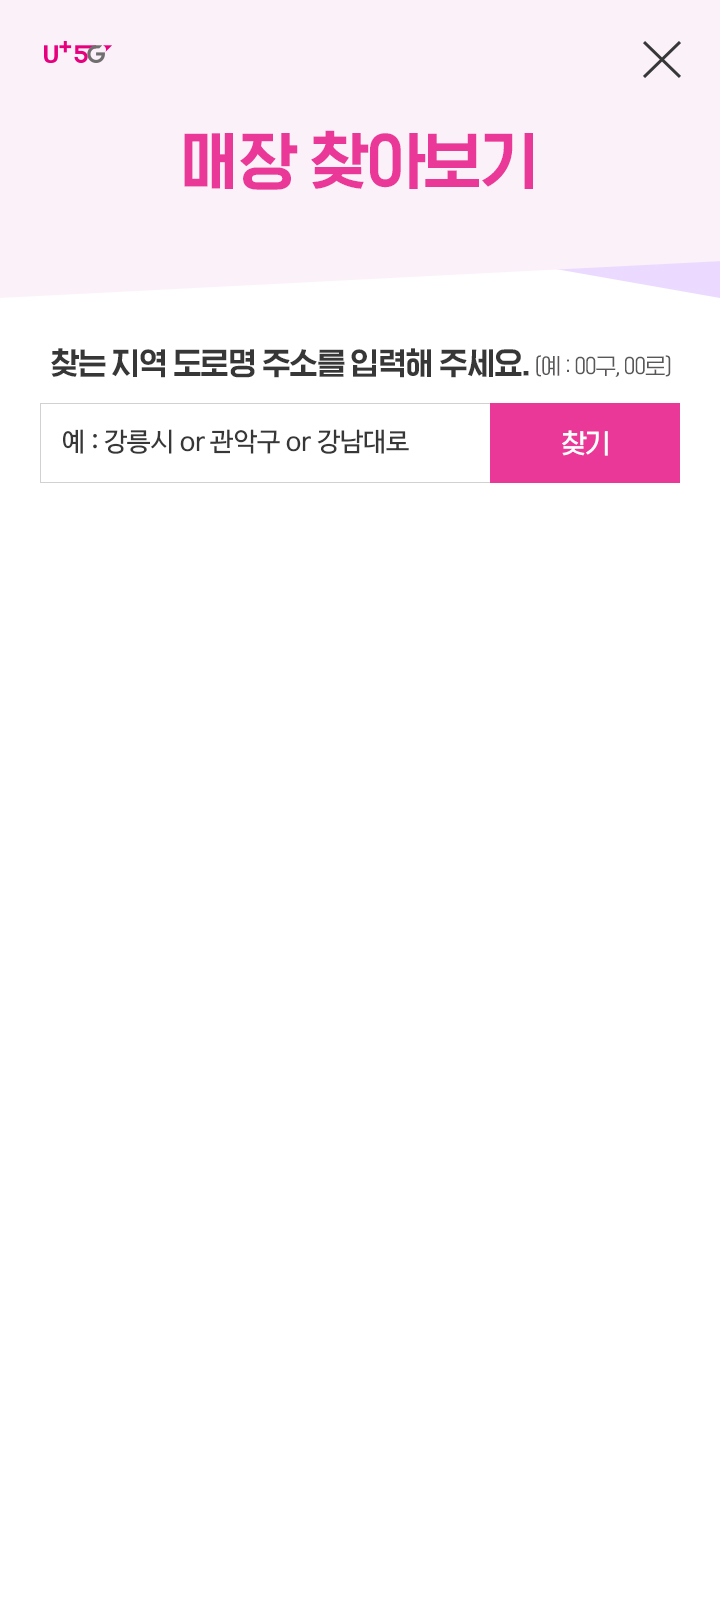 U+ 5G
매장 찾아보기
찾는 지역 도로명 주소를 입력해 주세요. (예 : 00구, 00로)
예 : 강릉시 or 관악구 or 강남대로 찾기